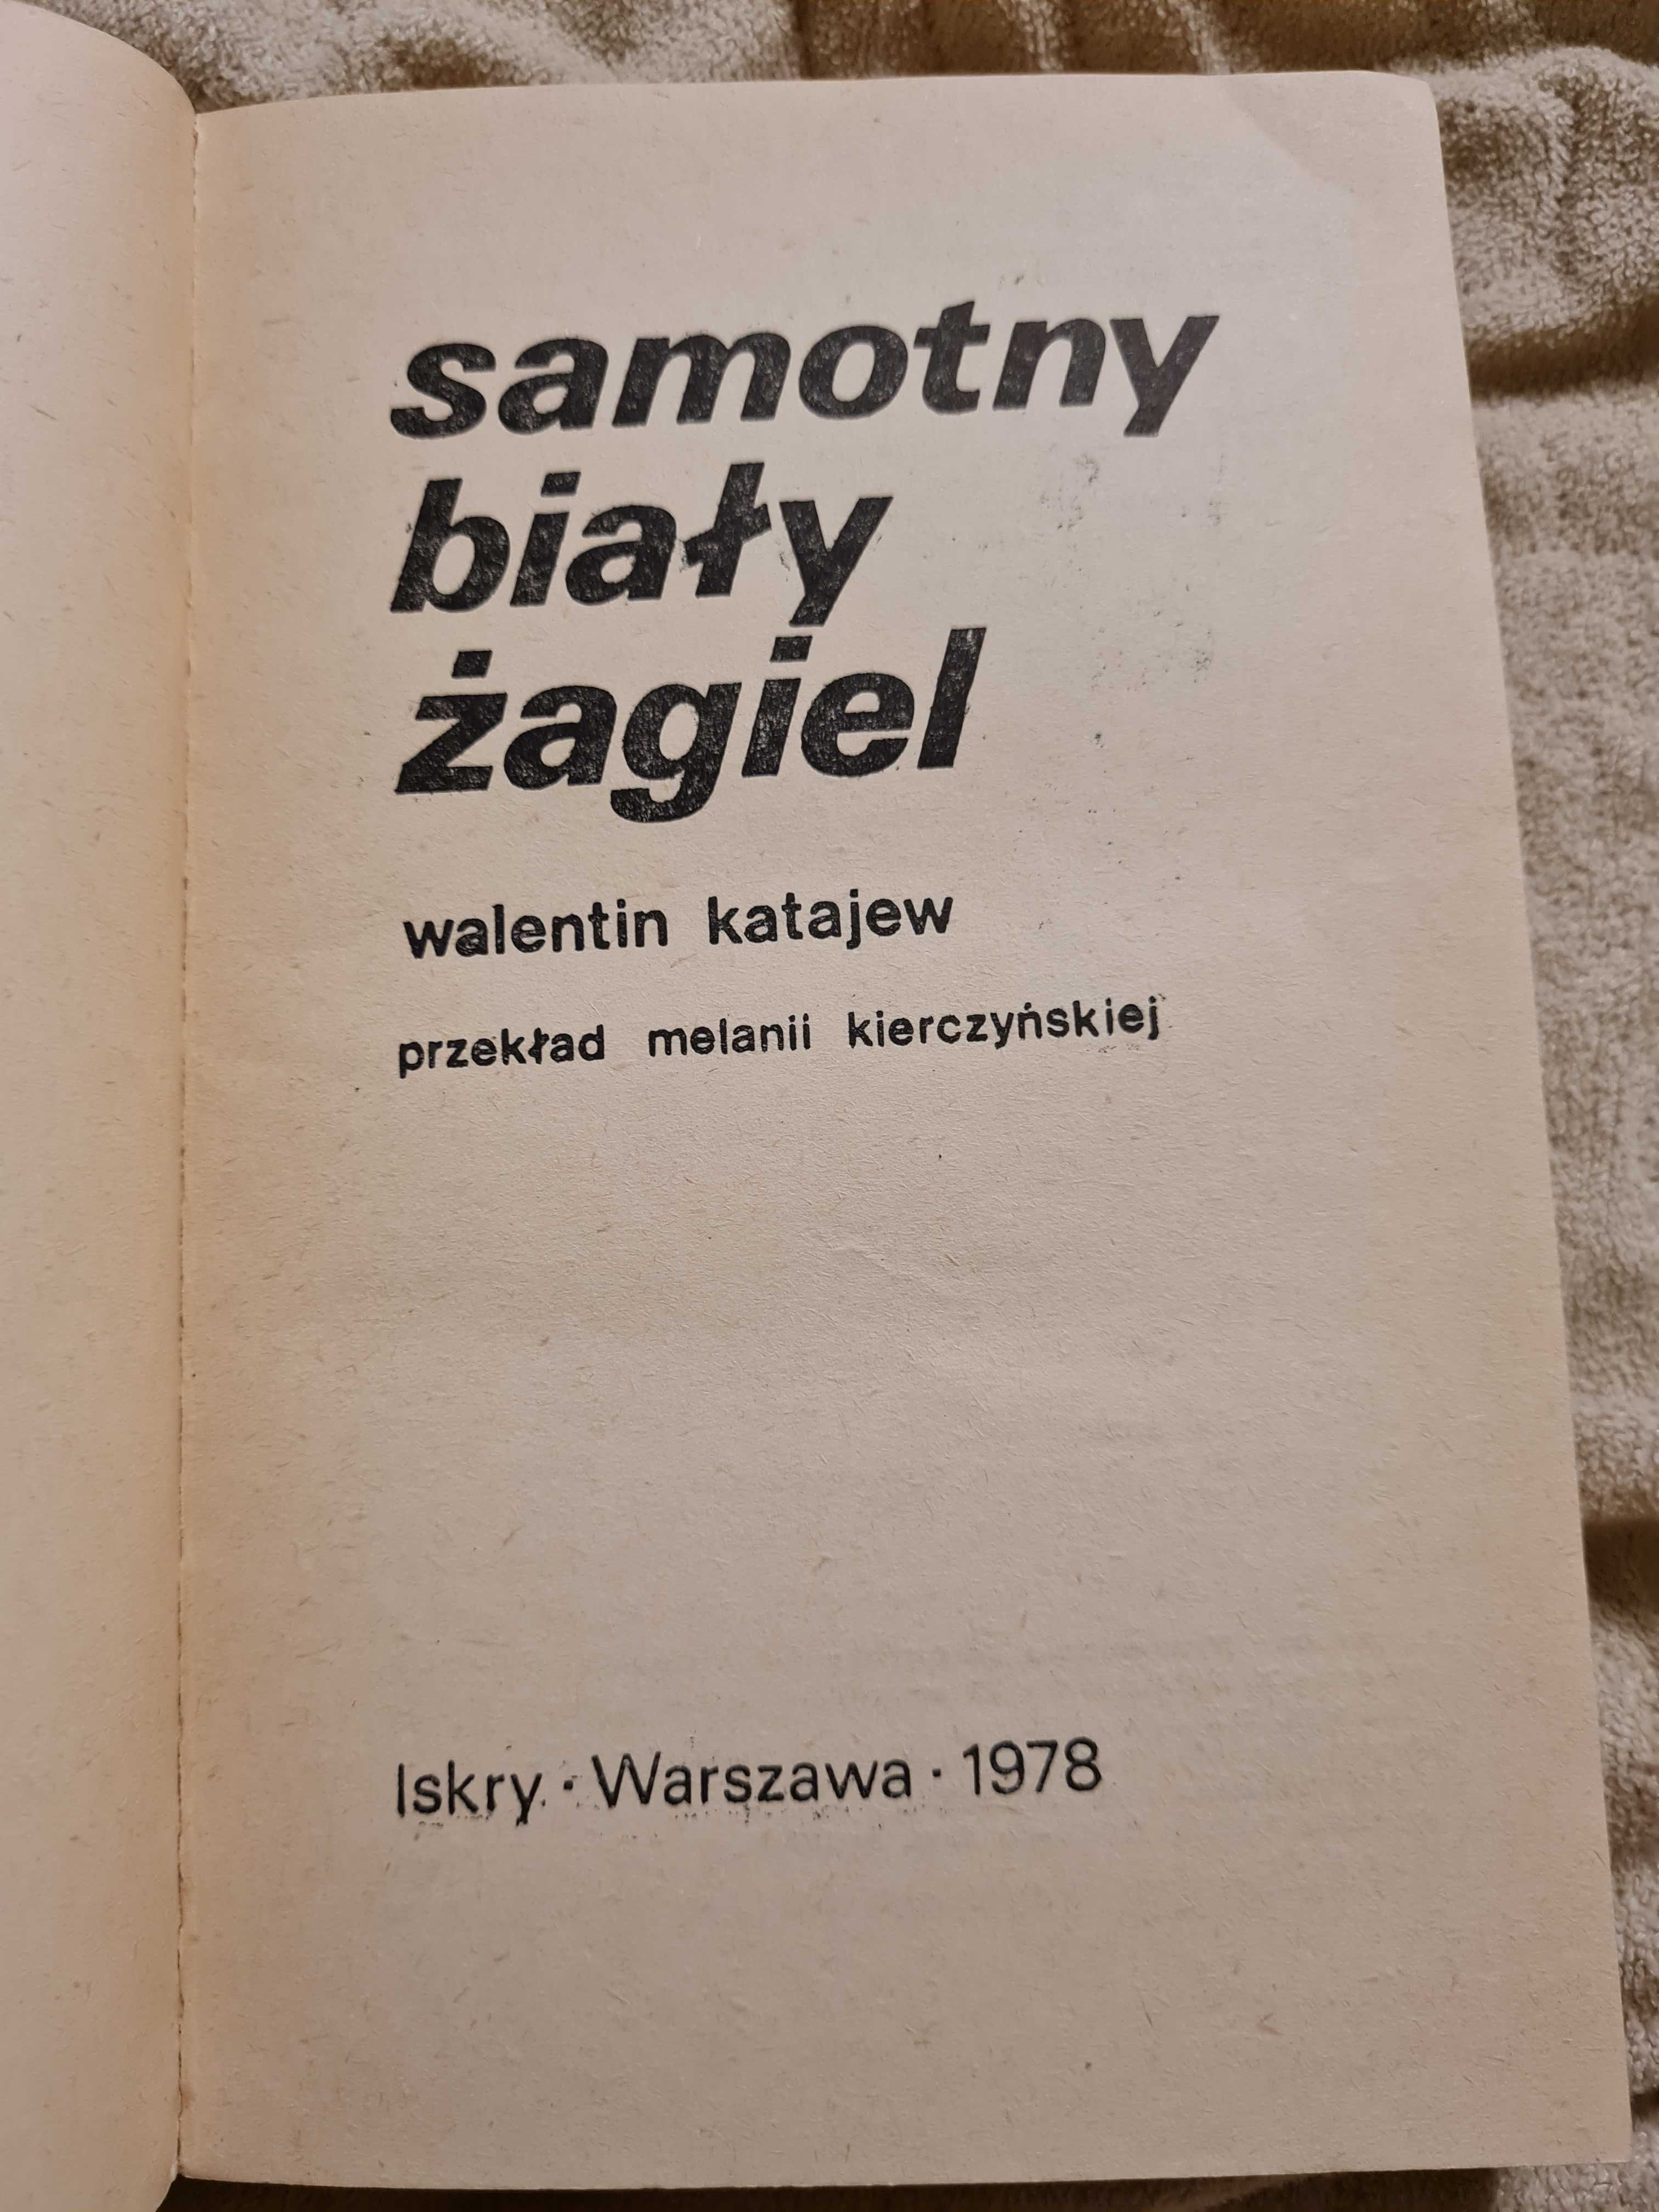 samotny
biały
żagiel
walentin katajew
przekład melanii kierczyńskiej
Iskry · Warszawa · 1978